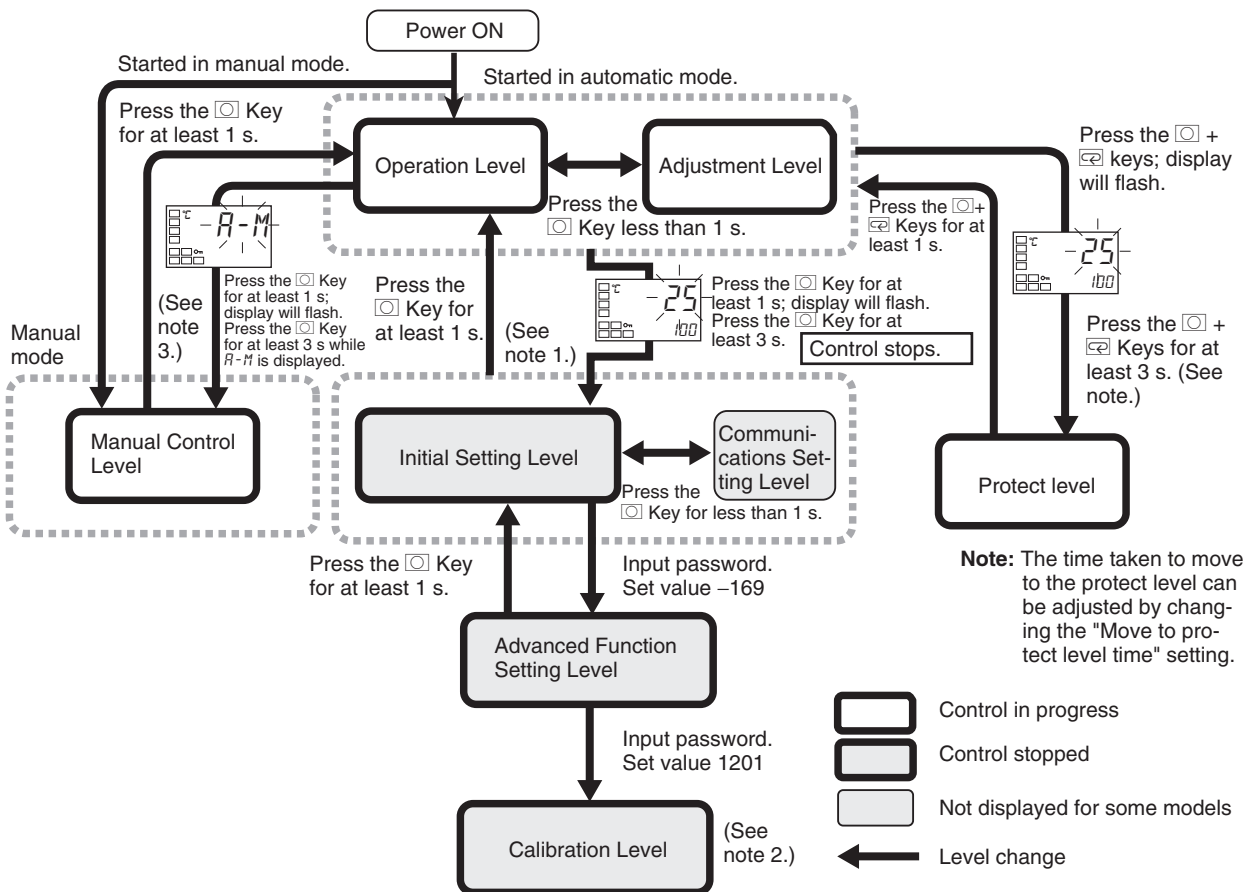 Power ON
Started in manual mode.
Started in automatic mode.
Press the Key
for at least 1 s.
Operation Level
Adjustment Level
Press the +
keys; display
will flash.
Press the
Key less than 1 s.
Press the +
Keys for at
least 1 s.
℃
A-M
Press the Key
for at least 1 s;
display will flash.
Press the Key
for at least 3 s while
A-M is displayed.
(See
note 3.)
Press the
Key for
at least 1 s.
(See
note 1.)
℃
25
100
Press the Key for at
least 1 s; display will flash.
Press the Key for at
least 3 s.
Control stops.
℃
25
100
Press the +
Keys for at
least 3 s. (See
note.)
Manual
mode
Manual Control
Level
Initial Setting Level
Communi-
cations Set-
ting Level
Press the
Key for less than 1 s.
Protect level
Press the Key
for at least 1 s.
Input password.
Set value –169
Note: The time taken to move
to the protect level can
be adjusted by chang-
ing the "Move to pro-
tect level time" setting.
Advanced Function
Setting Level
Input password.
Set value 1201
Calibration Level
(See
note 2.)
Control in progress
Control stopped
Not displayed for some models
Level change